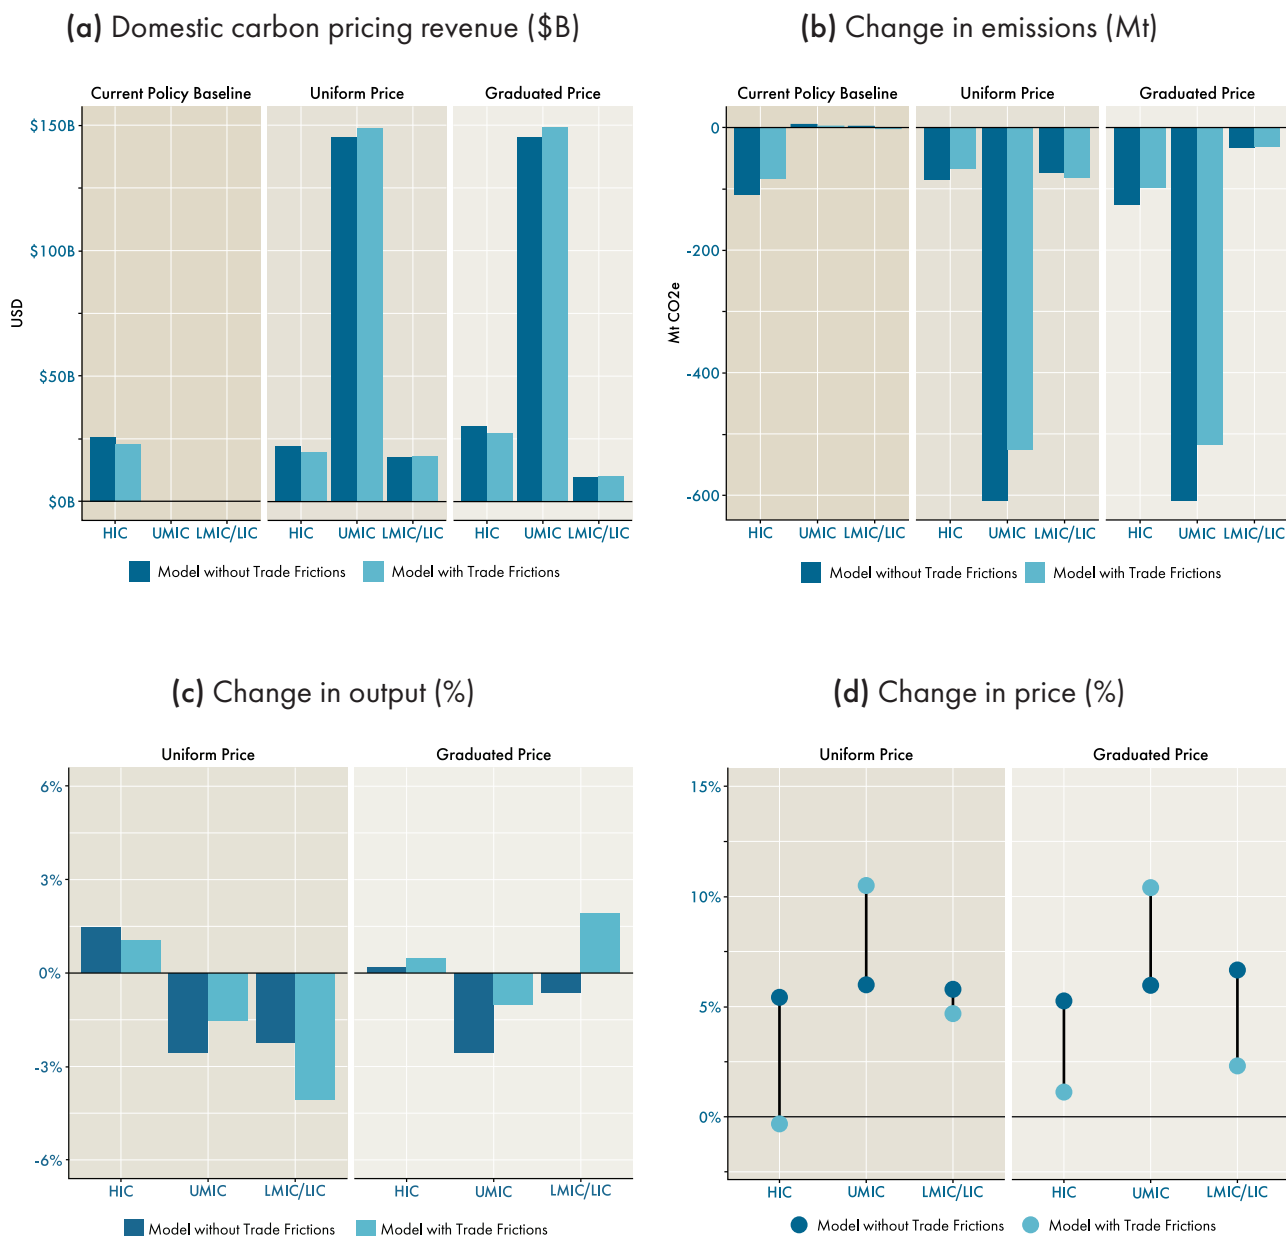 (a) Domestic carbon pricing revenue ($B)
Current Policy Baseline
Uniform Price
Graduated Price
$150B
$100B
$50B
$0B
USD
HIC
UMIC
LMIC/LIC
HIC
UMIC
LMIC/LIC
HIC
UMIC
LMIC/LIC
Model without Trade Frictions
Model with Trade Frictions
(b) Change in emissions (Mt)
Current Policy Baseline
Uniform Price
Graduated Price
0
-200
-400
-600
Mt CO2e
HIC
UMIC
LMIC/LIC
HIC
UMIC
LMIC/LIC
HIC
UMIC
LMIC/LIC
Model without Trade Frictions
Model with Trade Frictions
(c) Change in output (%)
Uniform Price
Graduated Price
6%
3%
0%
-3%
-6%
HIC
UMIC
LMIC/LIC
HIC
UMIC
LMIC/LIC
Model without Trade Frictions
Model with Trade Frictions
(d) Change in price (%)
Uniform Price
Graduated Price
15%
10%
5%
0%
HIC
UMIC
LMIC/LIC
HIC
UMIC
LMIC/LIC
Model without Trade Frictions
Model with Trade Frictions